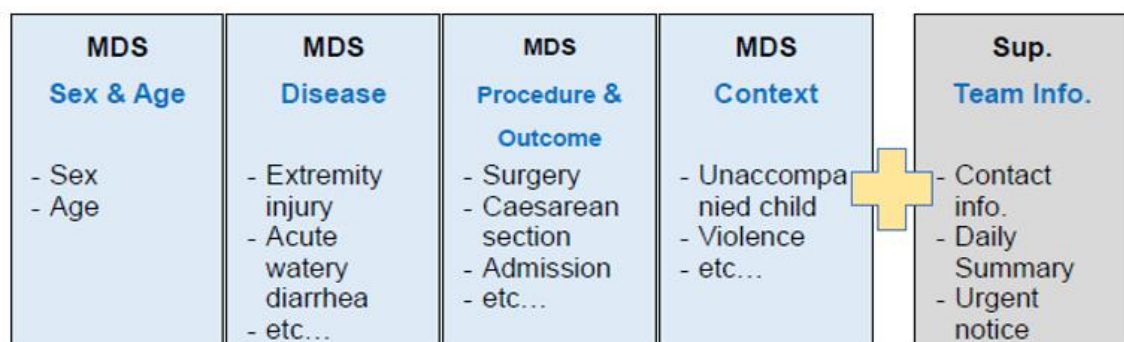 MDS
Sex & Age
- Sex
- Age
MDS
Disease
- Extremity
injury
- Acute
watery
diarrhea
- etc...
MDS
Procedure &
Outcome
- Surgery
- Caesarean
section
- Admission
- etc...
MDS
Context
- Unaccompa
nied child
- Violence
- etc...
Sup.
Team Info.
- Contact
info.
- Daily
Summary
- Urgent
notice